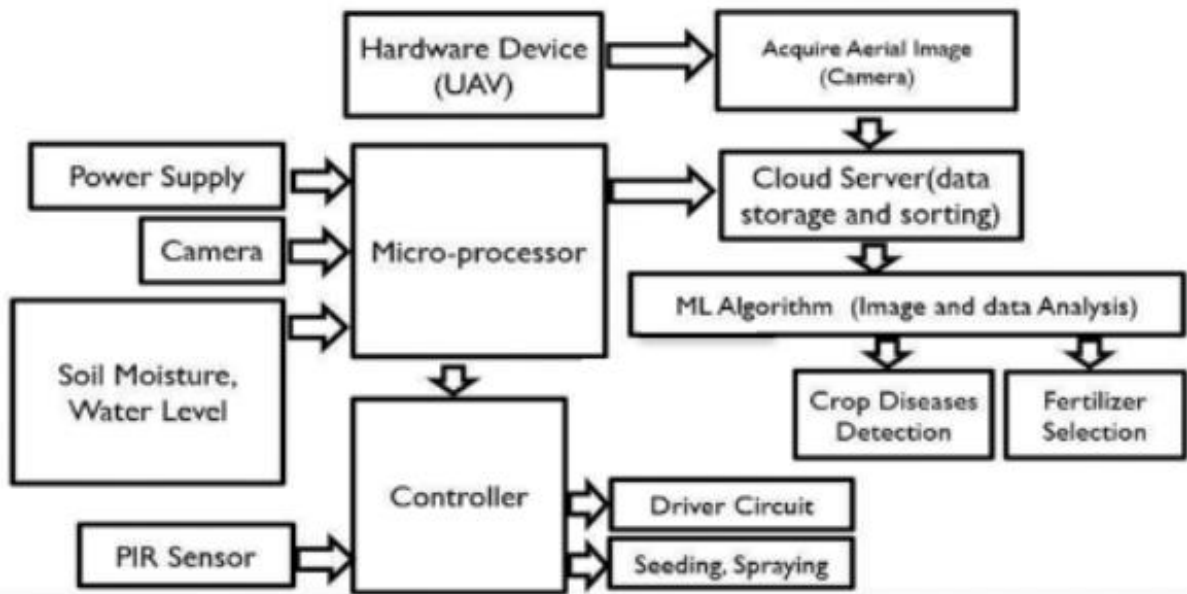 Hardware Device
(UAV)
Acquire Aerial Image
(Camera)
Power Supply
Micro-processor
Cloud Server(data
storage and sorting)
Camera
ML Algorithm (Image and data Analysis)
Soil Moisture,
Water Level
Crop Diseases
Detection
Fertilizer
Selection
Controller
Driver Circuit
PIR Sensor
Seeding, Spraying